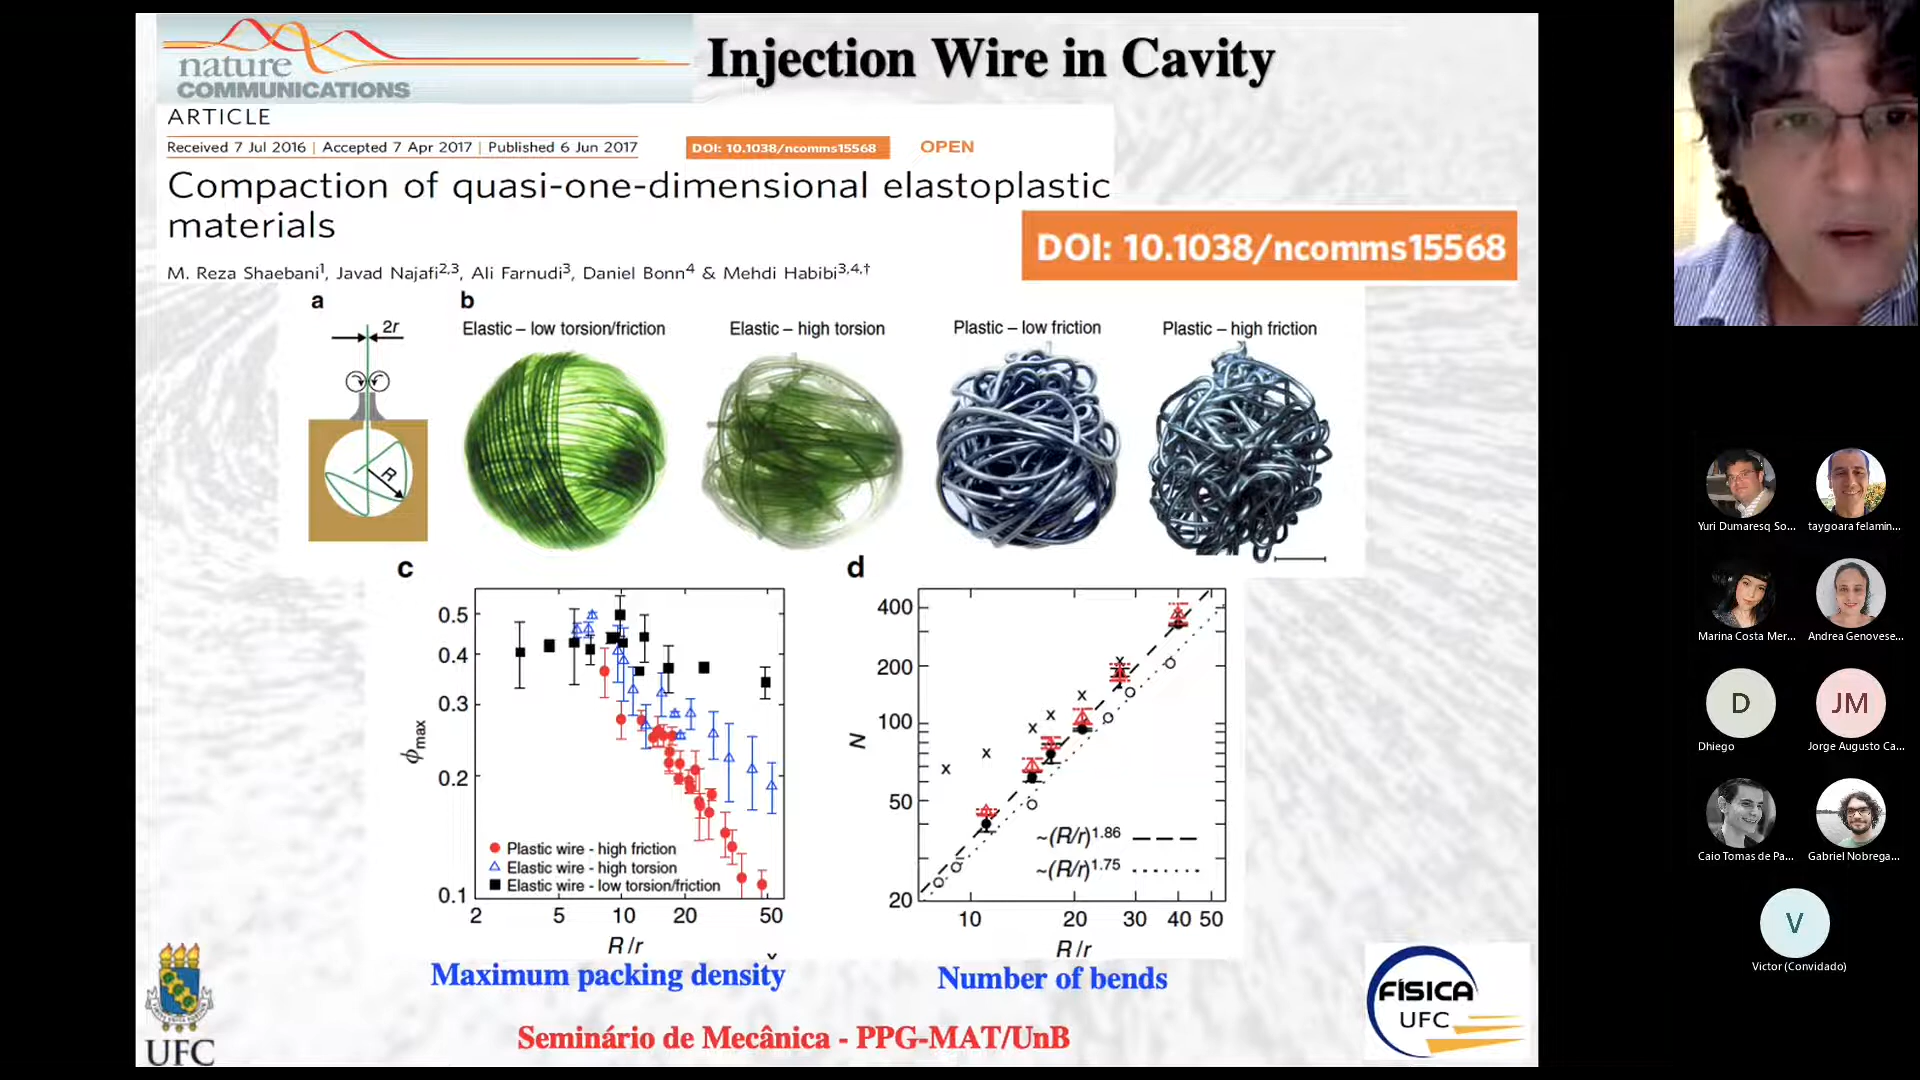 Injection Wire in Cavity
nature
COMMUNICATIONS
ARTICLE
Received 7 Jul 2016 | Accepted 7 Apr 2017 | Published 6 Jun 2017
DOI: 10.1038/ncomms15568
OPEN
Compaction of quasi-one-dimensional elastoplastic
materials
DOI: 10.1038/ncomms15568
M. Reza Shaebani1, Javad Najafi2,3, Ali Farnudi3, Daniel Bonn4 & Mehdi Habibi3,4,†
a
2r
R
b
Elastic – low torsion/friction
Elastic – high torsion
Plastic – low friction
Plastic – high friction
c
0.5
0.4
0.3
0.2
0.1
ϕmax
Plastic wire - high friction
Elastic wire - high torsion
Elastic wire - low torsion/friction
2 5 10 20 50
R/r
d
400
200
100
50
20
N
~(R/r)1.86
~(R/r)1.75
10 20 30 40 50
R/r
Maximum packing density
Number of bends
Seminário de Mecânica - PPG-MAT/UnB
UFC
FÍSICA
UFC
Yuri Dumaresq So...
taygoara felamin...
Marina Costa Mer...
Andrea Genovese...
D
Dhiego
JM
Jorge Augusto Ca...
Caio Tomas de Pa...
Gabriel Nobrega...
V
Victor (Convidado)